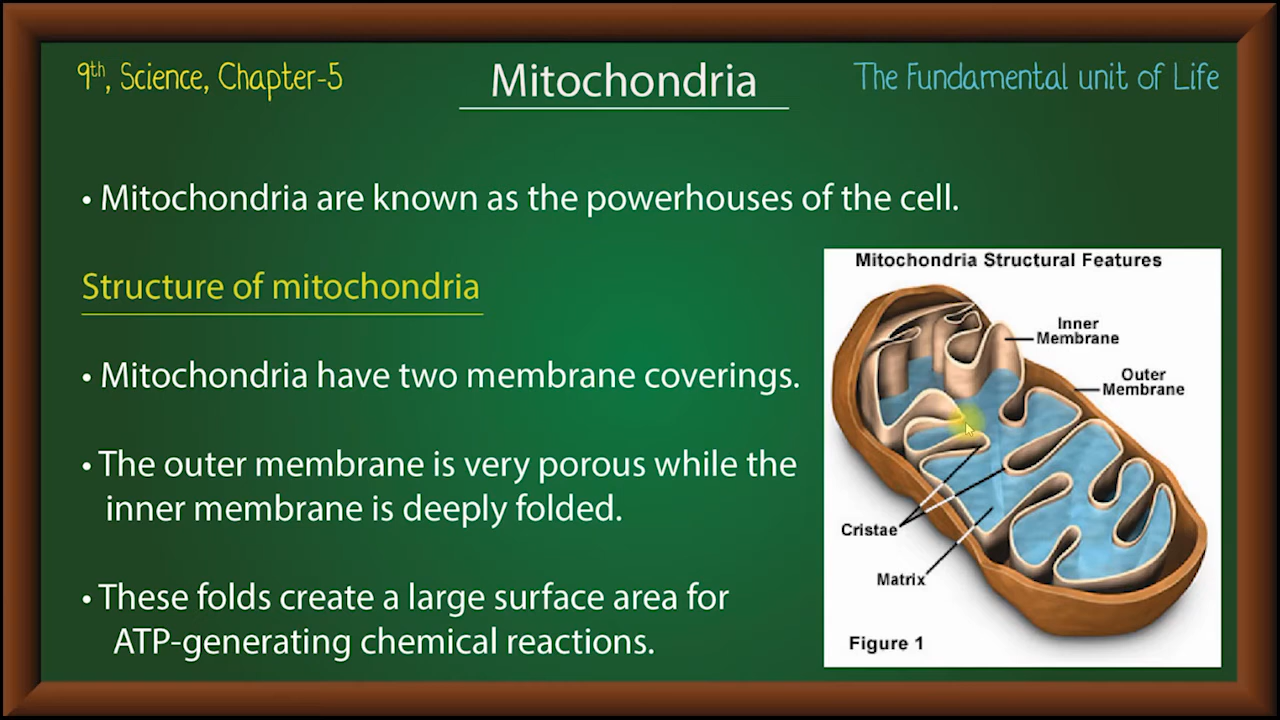 9th, Science, Chapter-5
Mitochondria
The Fundamental unit of Life
• Mitochondria are known as the powerhouses of the cell.
Structure of mitochondria
• Mitochondria have two membrane coverings.
• The outer membrane is very porous while the
inner membrane is deeply folded.
• These folds create a large surface area for
ATP-generating chemical reactions.
Mitochondria Structural Features
Inner
Membrane
Outer
Membrane
Cristae
Matrix
Figure 1